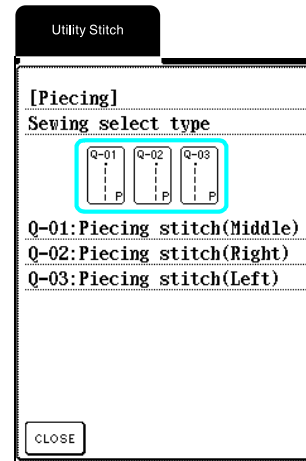 Utility Stitch
[Piecing]
Sewing select type
Q-01 Q-02 Q-03
P P P
Q-01:Piecing stitch(Middle)
Q-02:Piecing stitch(Right)
Q-03:Piecing stitch(Left)
CLOSE